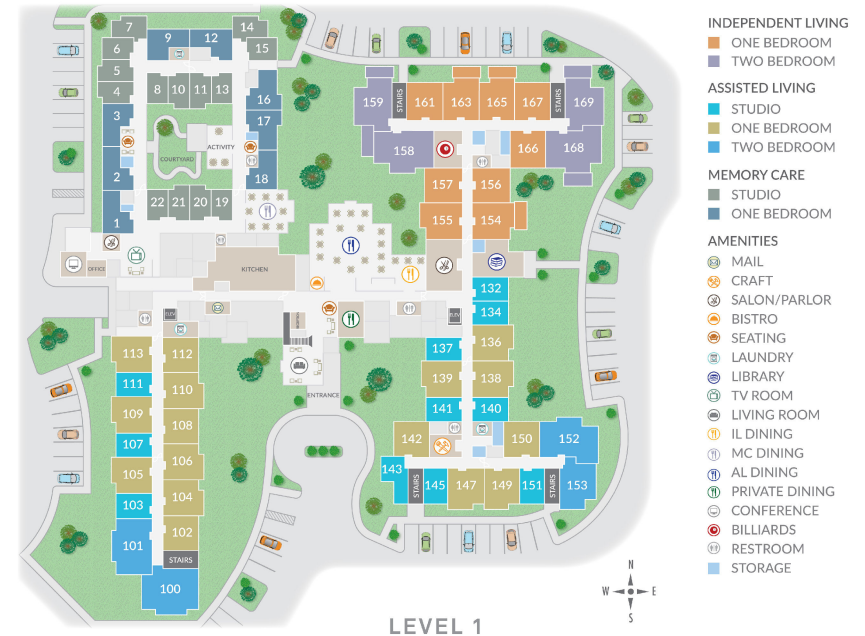 7
14
9
12
6
15
5
4
8
10
11
13
16
3
17
ACTIVITY
COURTYARD
2
18
22
21
20
19
1
OFFICE
KITCHEN
159
STAIRS
161
163
165
167
STAIRS
169
158
166
168
157
156
155
154
132
ELEV
ELEV
134
113
112
137
136
111
110
139
138
109
ENTRANCE
141
140
108
107
142
150
152
106
143
105
STAIRS
145
147
149
151
STAIRS
153
104
103
102
101
STAIRS
100
INDEPENDENT LIVING
ONE BEDROOM
TWO BEDROOM
ASSISTED LIVING
STUDIO
ONE BEDROOM
TWO BEDROOM
MEMORY CARE
STUDIO
ONE BEDROOM
AMENITIES
MAIL
CRAFT
SALON/PARLOR
BISTRO
SEATING
LAUNDRY
LIBRARY
TV ROOM
LIVING ROOM
IL DINING
MC DINING
AL DINING
PRIVATE DINING
CONFERENCE
BILLIARDS
RESTROOM
STORAGE
N
W E
S
LEVEL 1